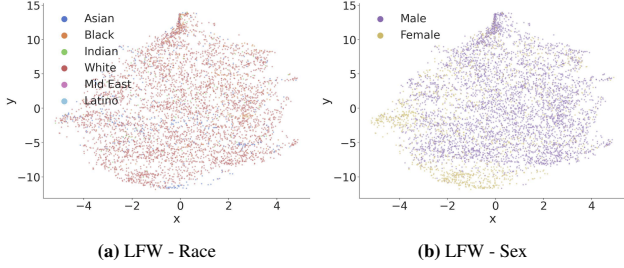 15
10
5
0
−5
−10
y
Asian
Black
Indian
White
Mid East
Latino
−4 −2 0 2 4
x
15
10
5
0
−5
−10
y
Male
Female
−4 −2 0 2 4
x
(a) LFW - Race
(b) LFW - Sex